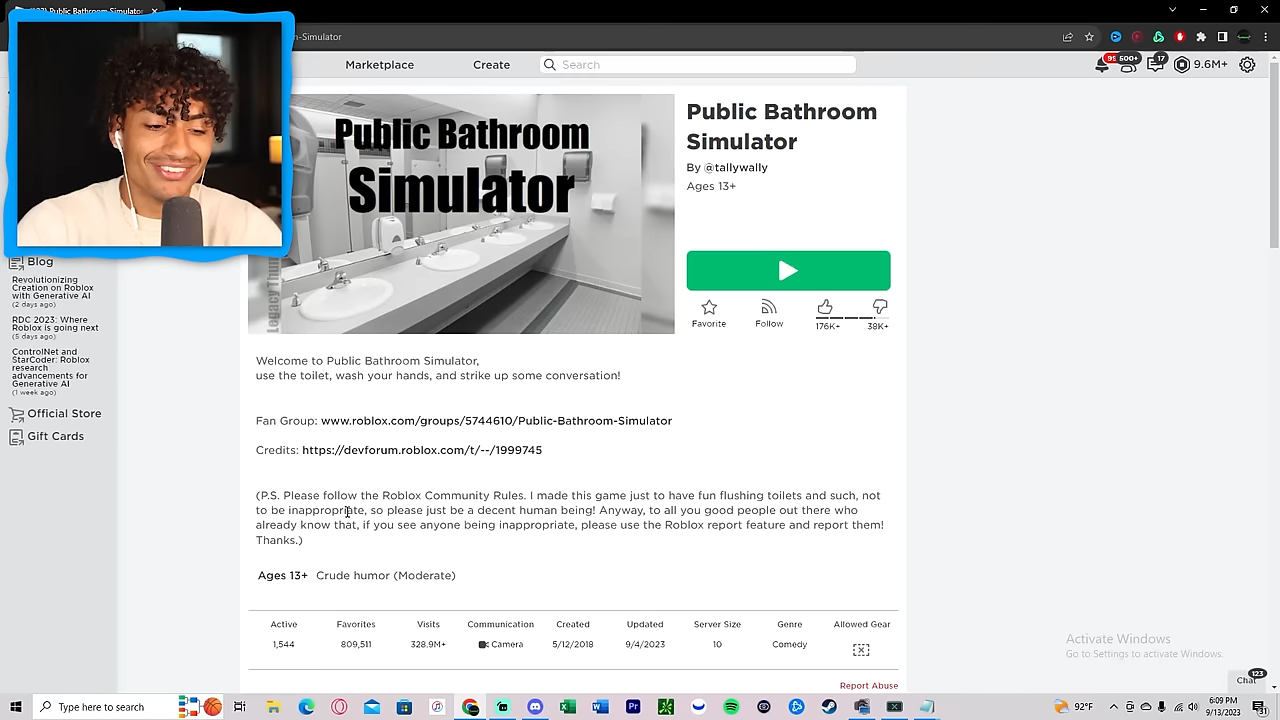 Public Bathroom Simulator
n-Simulator
Marketplace
Create
Search
500+
17
9.6M+
Public Bathroom
Simulator
Public Bathroom
Simulator
By @tallywally
Ages 13+
Favorite
Follow
176K+
38K+
Blog
Revolutionizing
Creation on Roblox
with Generative AI
(2 days ago)
RDC 2023: Where
Roblox is going next
(5 days ago)
ControlNet and
StarCoder: Roblox
research
advancements for
Generative AI
(1 week ago)
Official Store
Gift Cards
Welcome to Public Bathroom Simulator,
use the toilet, wash your hands, and strike up some conversation!
Fan Group: www.roblox.com/groups/5744610/Public-Bathroom-Simulator
Credits: https://devforum.roblox.com/t/--/1999745
(P.S. Please follow the Roblox Community Rules. I made this game just to have fun flushing toilets and such, not
to be inappropriate, so please just be a decent human being! Anyway, to all you good people out there who
already know that, if you see anyone being inappropriate, please use the Roblox report feature and report them!
Thanks.)
Ages 13+ Crude humor (Moderate)
Active Favorites Visits Communication Created Updated Server Size Genre Allowed Gear
1,544 809,511 328.9M+ Camera 5/12/2018 9/4/2023 10 Comedy
Report Abuse
Activate Windows
Go to Settings to activate Windows.
Chat
123
Type here to search
92°F
6:09 PM
9/13/2023